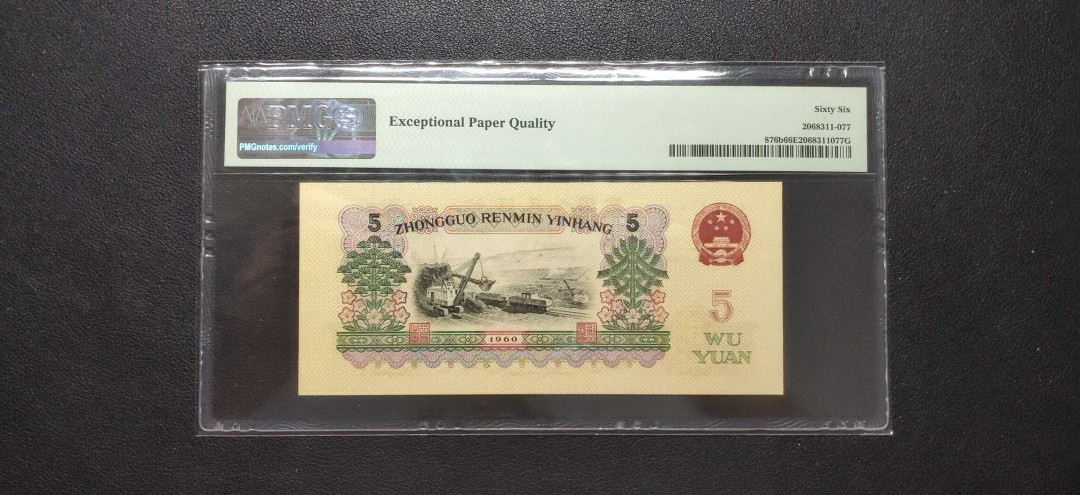 PMG
PMGnotes.com/verify
Exceptional Paper Quality
Sixty Six
2068311-077
876b66E2068311077G
5 ZHONGGUO RENMIN YINHANG 5
1960
5
WU
YUAN